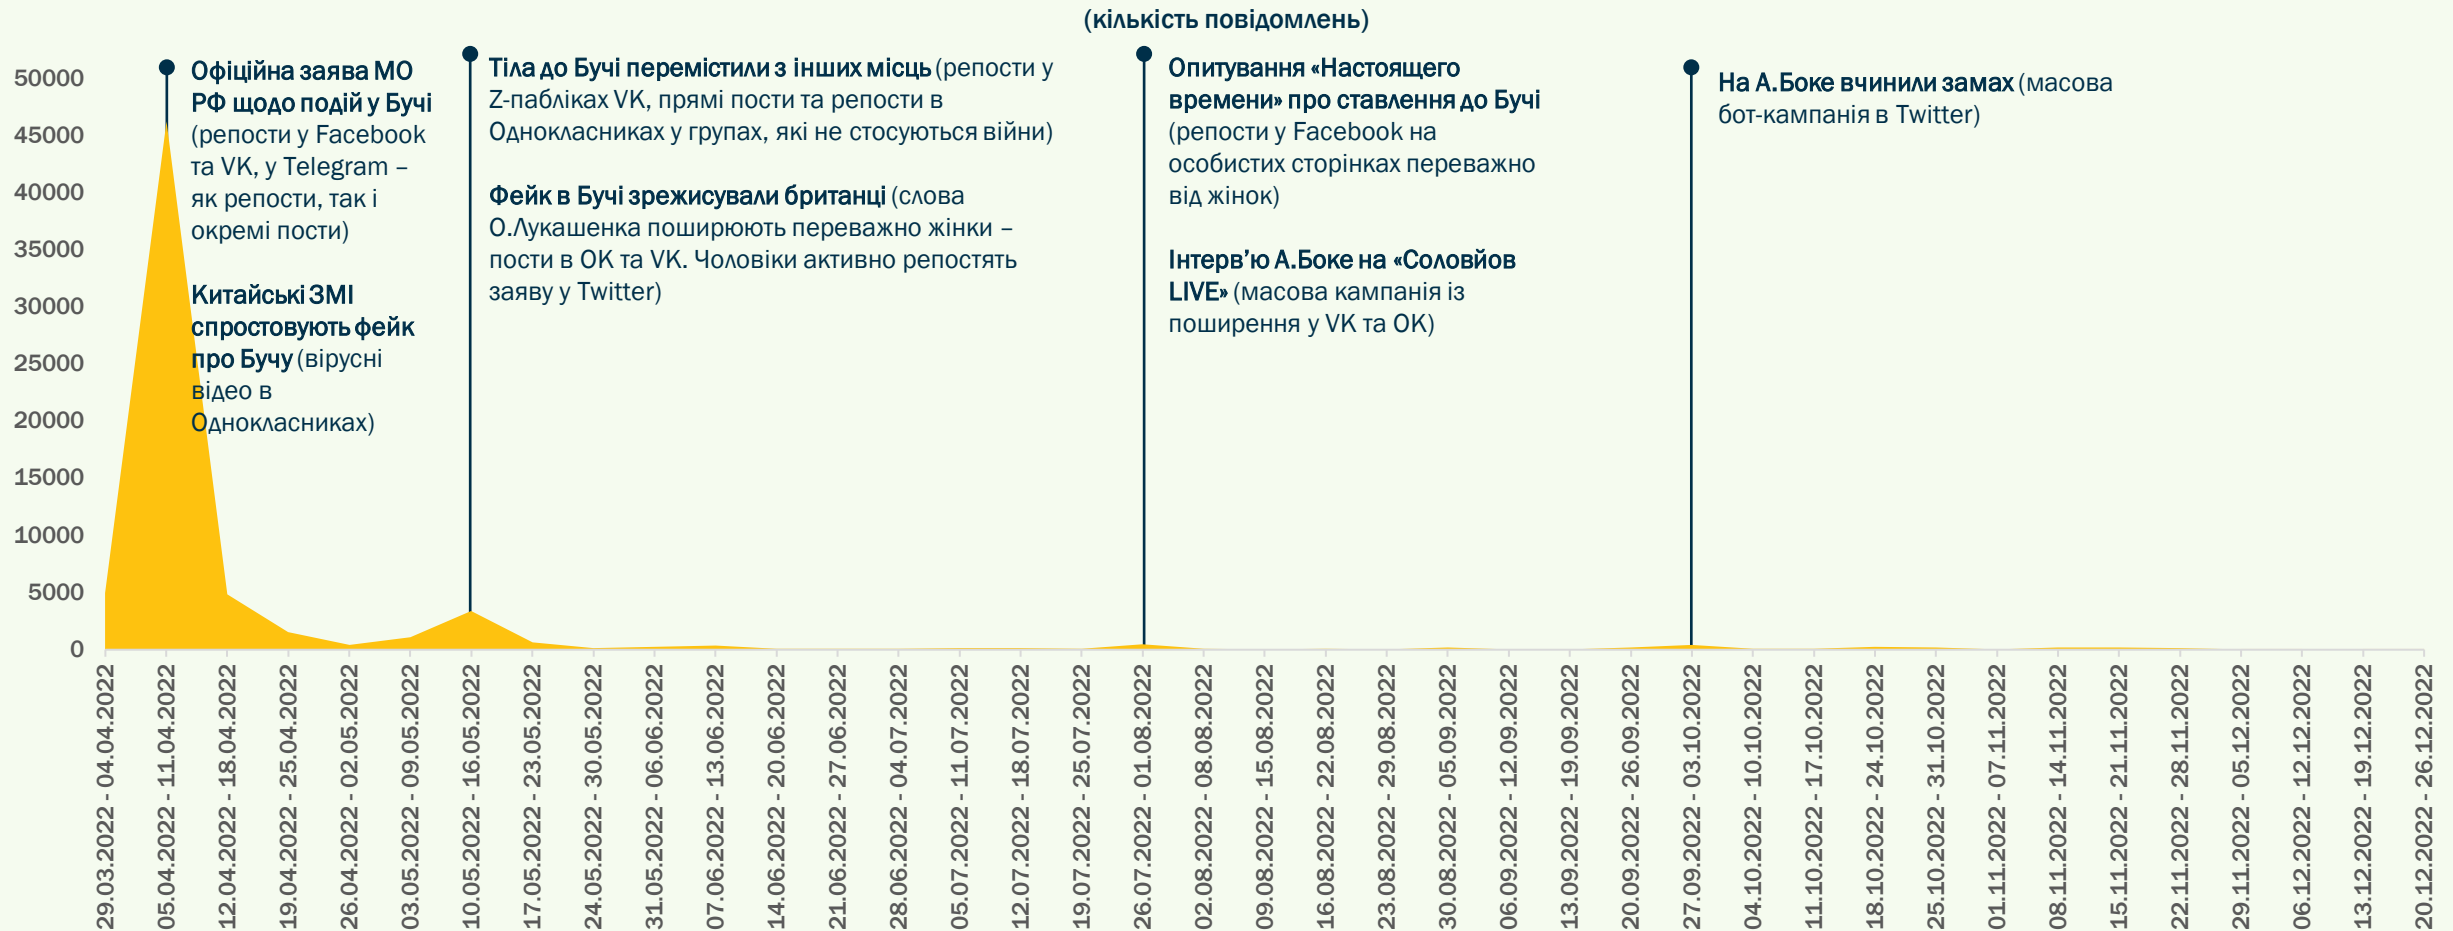 (кількість повідомлень)
50000
45000
40000
35000
30000
25000
20000
15000
10000
5000
0
Офіційна заява МО
РФ щодо подій у Бучі
(репости у Facebook
та VK, у Telegram –
як репости, так і
окремі пости)
Китайські ЗМІ
спростовують фейк
про Бучу (вірусні
відео в
Однокласниках)
Тіла до Бучі перемістили з інших місць (репости у
Z-пабліках VK, прямі пости та репости в
Однокласниках у групах, які не стосуються війни)
Фейк в Бучі зрежисували британці (слова
О.Лукашенка поширюють переважно жінки –
пости в ОК та VK. Чоловіки активно репостять
заяву у Twitter)
Опитування «Настоящего
времени» про ставлення до Бучі
(репости у Facebook на
особистих сторінках переважно
від жінок)
Інтерв’ю А.Боке на «Соловйов
LIVE» (масова кампанія із
поширення у VK та ОК)
На А.Боке вчинили замах (масова
бот-кампанія в Twitter)
29.03.2022 - 04.04.2022
05.04.2022 - 11.04.2022
12.04.2022 - 18.04.2022
19.04.2022 - 25.04.2022
26.04.2022 - 02.05.2022
03.05.2022 - 09.05.2022
10.05.2022 - 16.05.2022
17.05.2022 - 23.05.2022
24.05.2022 - 30.05.2022
31.05.2022 - 06.06.2022
07.06.2022 - 13.06.2022
14.06.2022 - 20.06.2022
21.06.2022 - 27.06.2022
28.06.2022 - 04.07.2022
05.07.2022 - 11.07.2022
12.07.2022 - 18.07.2022
19.07.2022 - 25.07.2022
26.07.2022 - 01.08.2022
02.08.2022 - 08.08.2022
09.08.2022 - 15.08.2022
16.08.2022 - 22.08.2022
23.08.2022 - 29.08.2022
30.08.2022 - 05.09.2022
06.09.2022 - 12.09.2022
13.09.2022 - 19.09.2022
20.09.2022 - 26.09.2022
27.09.2022 - 03.10.2022
04.10.2022 - 10.10.2022
11.10.2022 - 17.10.2022
18.10.2022 - 24.10.2022
25.10.2022 - 31.10.2022
01.11.2022 - 07.11.2022
08.11.2022 - 14.11.2022
15.11.2022 - 21.11.2022
22.11.2022 - 28.11.2022
29.11.2022 - 05.12.2022
06.12.2022 - 12.12.2022
13.12.2022 - 19.12.2022
20.12.2022 - 26.12.2022